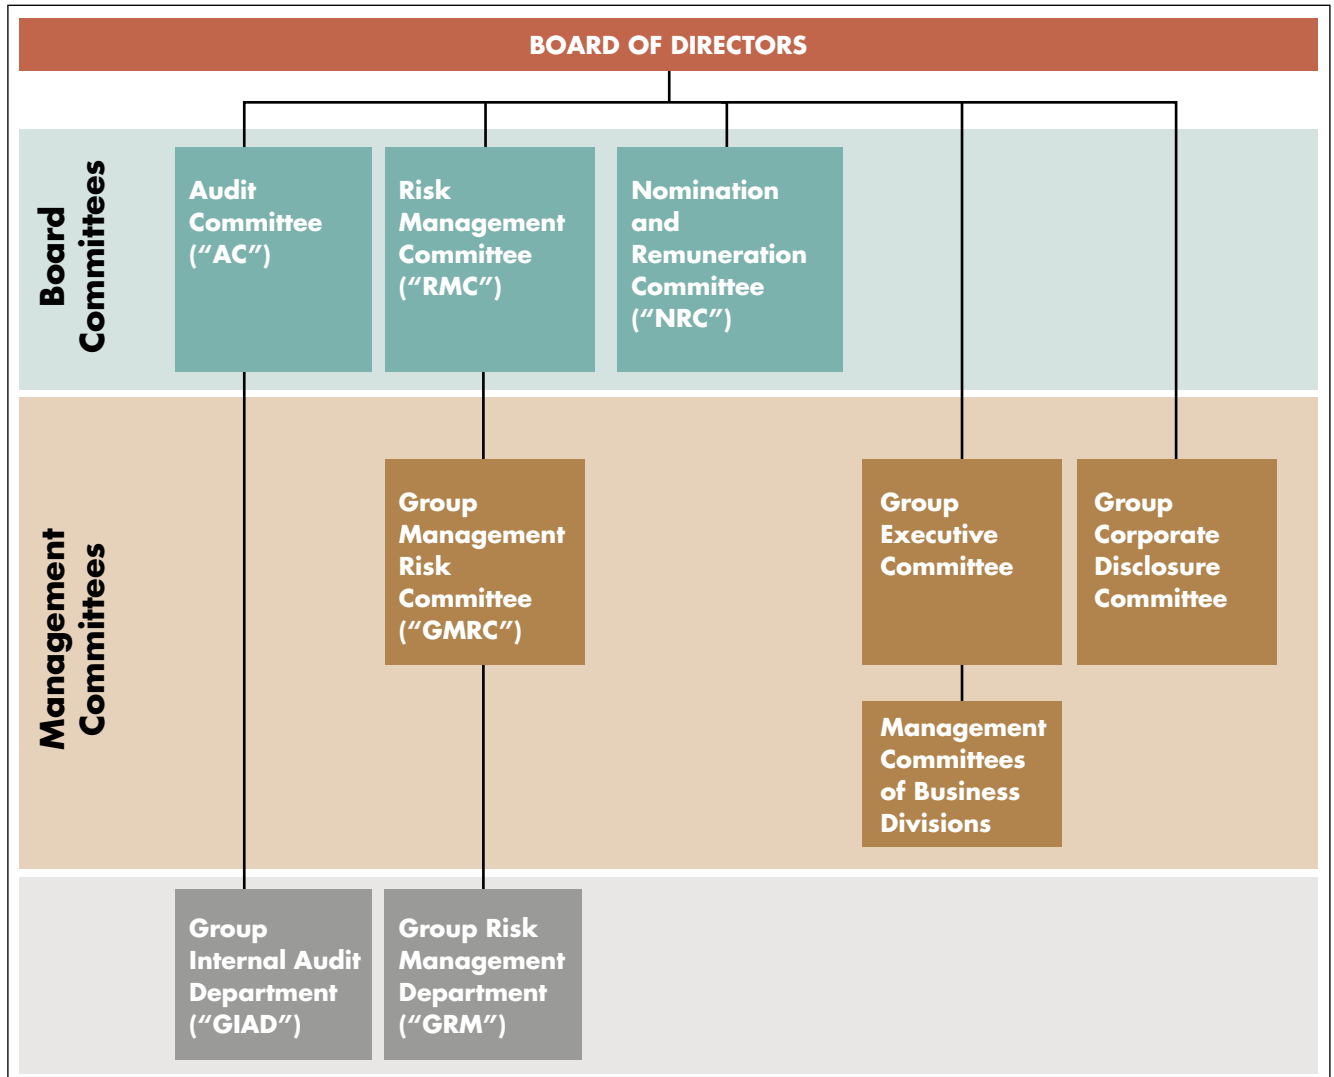 BOARD OF DIRECTORS
Board
Committees
Audit
Committee
(“AC”)
Risk
Management
Committee
(“RMC”)
Nomination
and
Remuneration
Committee
(“NRC”)
Management
Committees
Group
Management
Risk
Committee
(“GMRC”)
Group
Executive
Committee
Group
Corporate
Disclosure
Committee
Management
Committees
of Business
Divisions
Group
Internal Audit
Department
(“GIAD”)
Group Risk
Management
Department
(“GRM”)